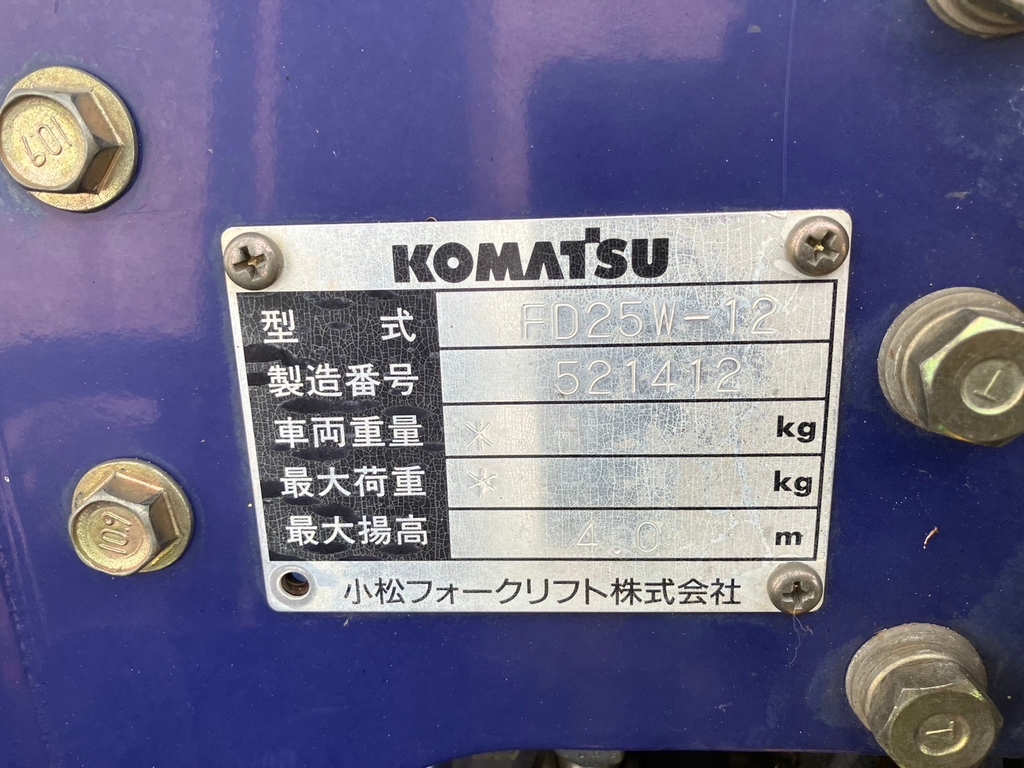 KOMATSU
型 式 FD25W-12
製造番号 521412
車両重量 * kg
最大荷重 * kg
最大揚高 4.0 m
小松フォークリフト株式会社